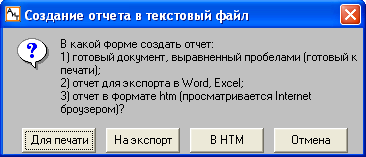 Создание отчета в текстовый файл
В какой форме создать отчет:
1) готовый документ, выравненный пробелами (готовый к
печати);
2) отчет для экспорта в Word, Excel;
3) отчет в формате htm (просматривается Internet
броузером)?
Для печати На экспорт В HTM Отмена